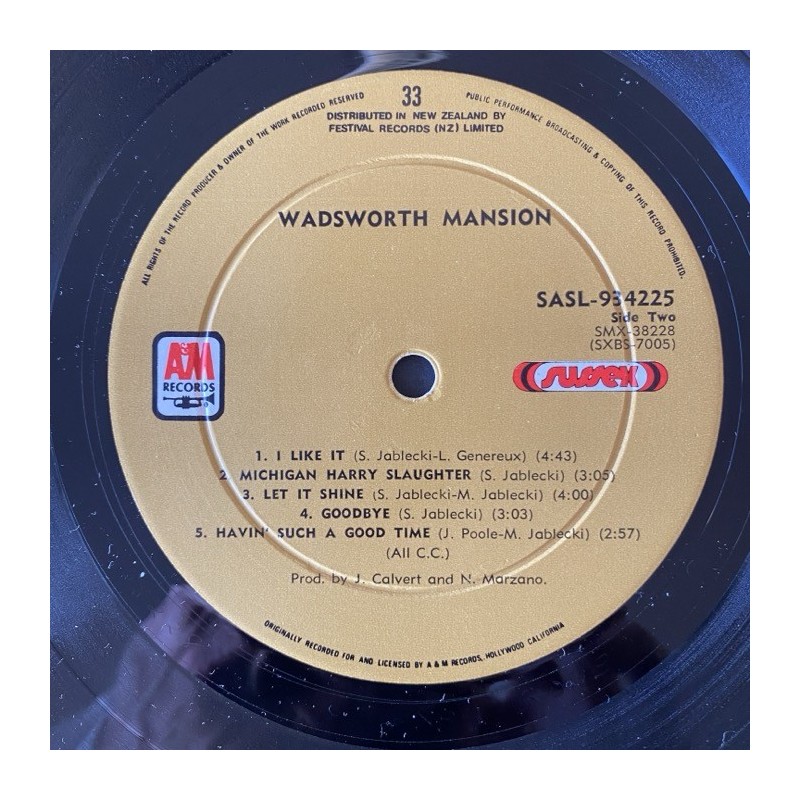 ALL RIGHTS OF THE RECORD PRODUCER & OWNER OF THE WORK RECORDED RESERVED
33
PUBLIC PERFORMANCE BROADCASTING & COPYING OF THIS RECORD PROHIBITED.
DISTRIBUTED IN NEW ZEALAND BY
FESTIVAL RECORDS (NZ) LIMITED
WADSWORTH MANSION
SASL-934225
Side Two
SMX-38228
(SXBS-7005)
A&M
RECORDS
sussex
1. I LIKE IT (S. Jablecki-L. Genereux) (4:43)
2. MICHIGAN HARRY SLAUGHTER (S. Jablecki) (3:05)
3. LET IT SHINE (S. Jablecki-M. Jablecki) (4:00)
4. GOODBYE (S. Jablecki) (3:03)
5. HAVIN' SUCH A GOOD TIME (J. Poole-M. Jablecki) (2:57)
(All C.C.)
Prod. by J. Calvert and N. Marzano.
ORIGINALLY RECORDED FOR AND LICENSED BY A & M RECORDS, HOLLYWOOD CALIFORNIA